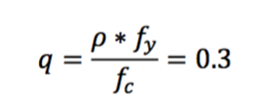 q = ρ * f_y / f_c = 0.3